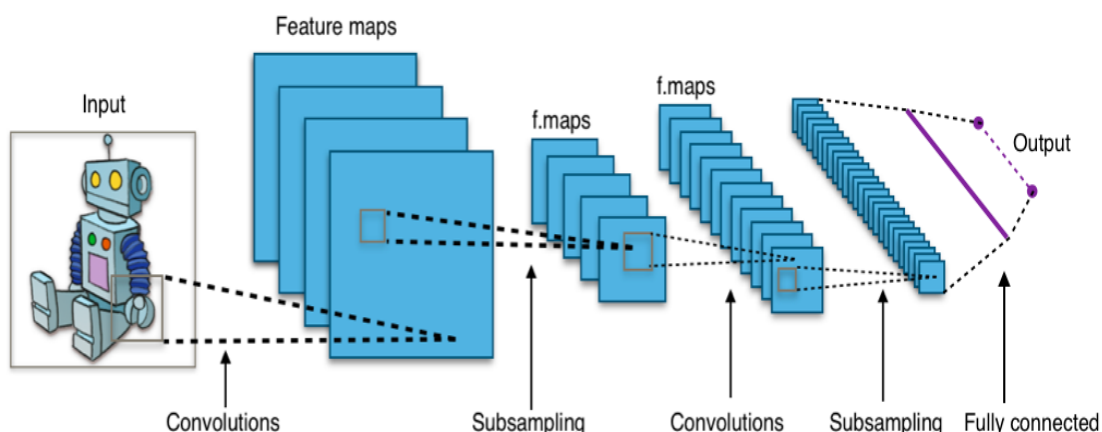 Feature maps
Input
f.maps
f.maps
Output
Convolutions
Subsampling
Convolutions
Subsampling
Fully connected